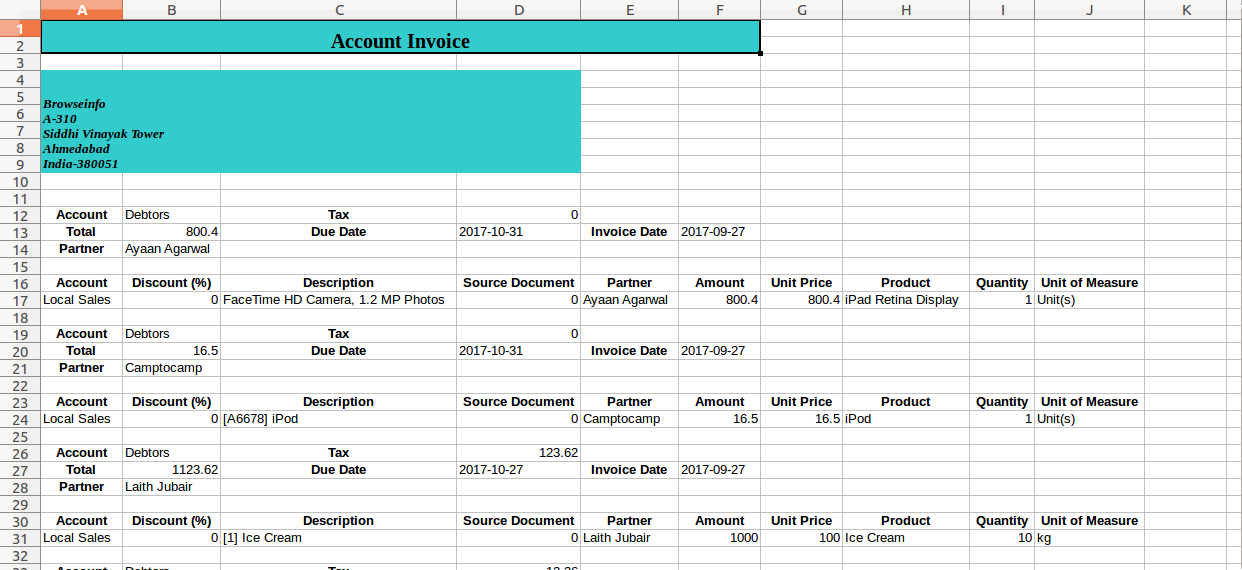 A B C D E F G H I J K
1
2 Account Invoice
3
4
5 Browseinfo
6 A-310
7 Siddhi Vinayak Tower
8 Ahmedabad
9 India-380051
10
11
12 Account Debtors Tax 0
13 Total 800.4 Due Date 2017-10-31 Invoice Date 2017-09-27
14 Partner Ayaan Agarwal
15
16 Account Discount (%) Description Source Document Partner Amount Unit Price Product Quantity Unit of Measure
17 Local Sales 0 FaceTime HD Camera, 1.2 MP Photos 0 Ayaan Agarwal 800.4 800.4 iPad Retina Display 1 Unit(s)
18
19 Account Debtors Tax 0
20 Total 16.5 Due Date 2017-10-31 Invoice Date 2017-09-27
21 Partner Camptocamp
22
23 Account Discount (%) Description Source Document Partner Amount Unit Price Product Quantity Unit of Measure
24 Local Sales 0 [A6678] iPod 0 Camptocamp 16.5 16.5 iPod 1 Unit(s)
25
26 Account Debtors Tax 123.62
27 Total 1123.62 Due Date 2017-10-27 Invoice Date 2017-09-27
28 Partner Laith Jubair
29
30 Account Discount (%) Description Source Document Partner Amount Unit Price Product Quantity Unit of Measure
31 Local Sales 0 [1] Ice Cream 0 Laith Jubair 1000 100 Ice Cream 10 kg
32